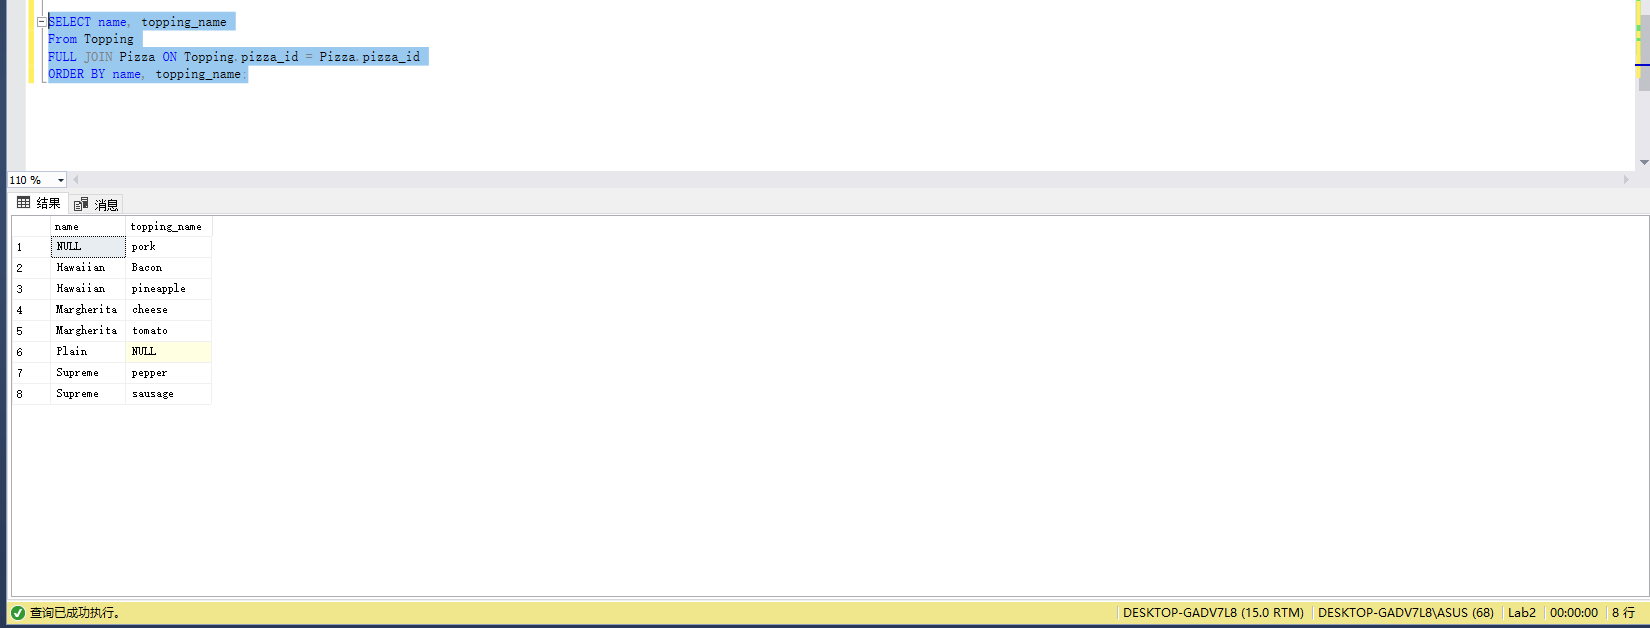 SELECT name, topping_name
From Topping
FULL JOIN Pizza ON Topping.pizza_id = Pizza.pizza_id
ORDER BY name, topping_name;
110 %
结果 消息
name topping_name
1 NULL pork
2 Hawaiian Bacon
3 Hawaiian pineapple
4 Margherita cheese
5 Margherita tomato
6 Plain NULL
7 Supreme pepper
8 Supreme sausage
查询已成功执行。 DESKTOP-GADV7L8 (15.0 RTM) DESKTOP-GADV7L8\ASUS (68) Lab2 00:00:00 8 行